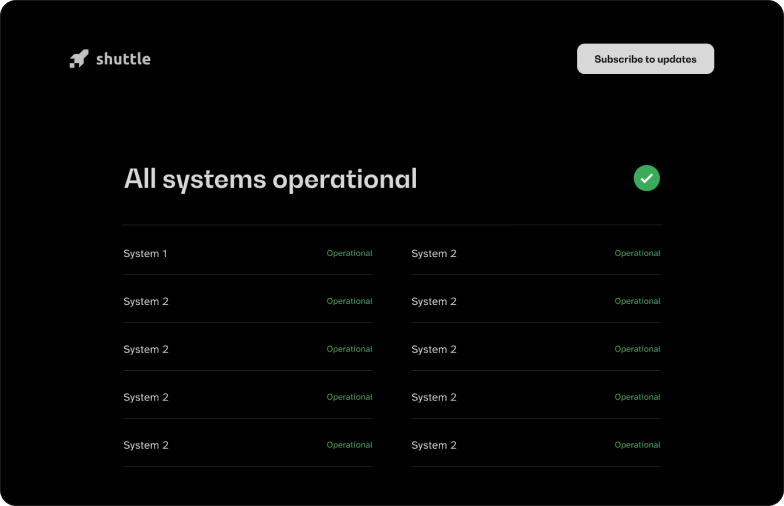 shuttle
Subscribe to updates
All systems operational
System 1 Operational System 2 Operational
System 2 Operational System 2 Operational
System 2 Operational System 2 Operational
System 2 Operational System 2 Operational
System 2 Operational System 2 Operational